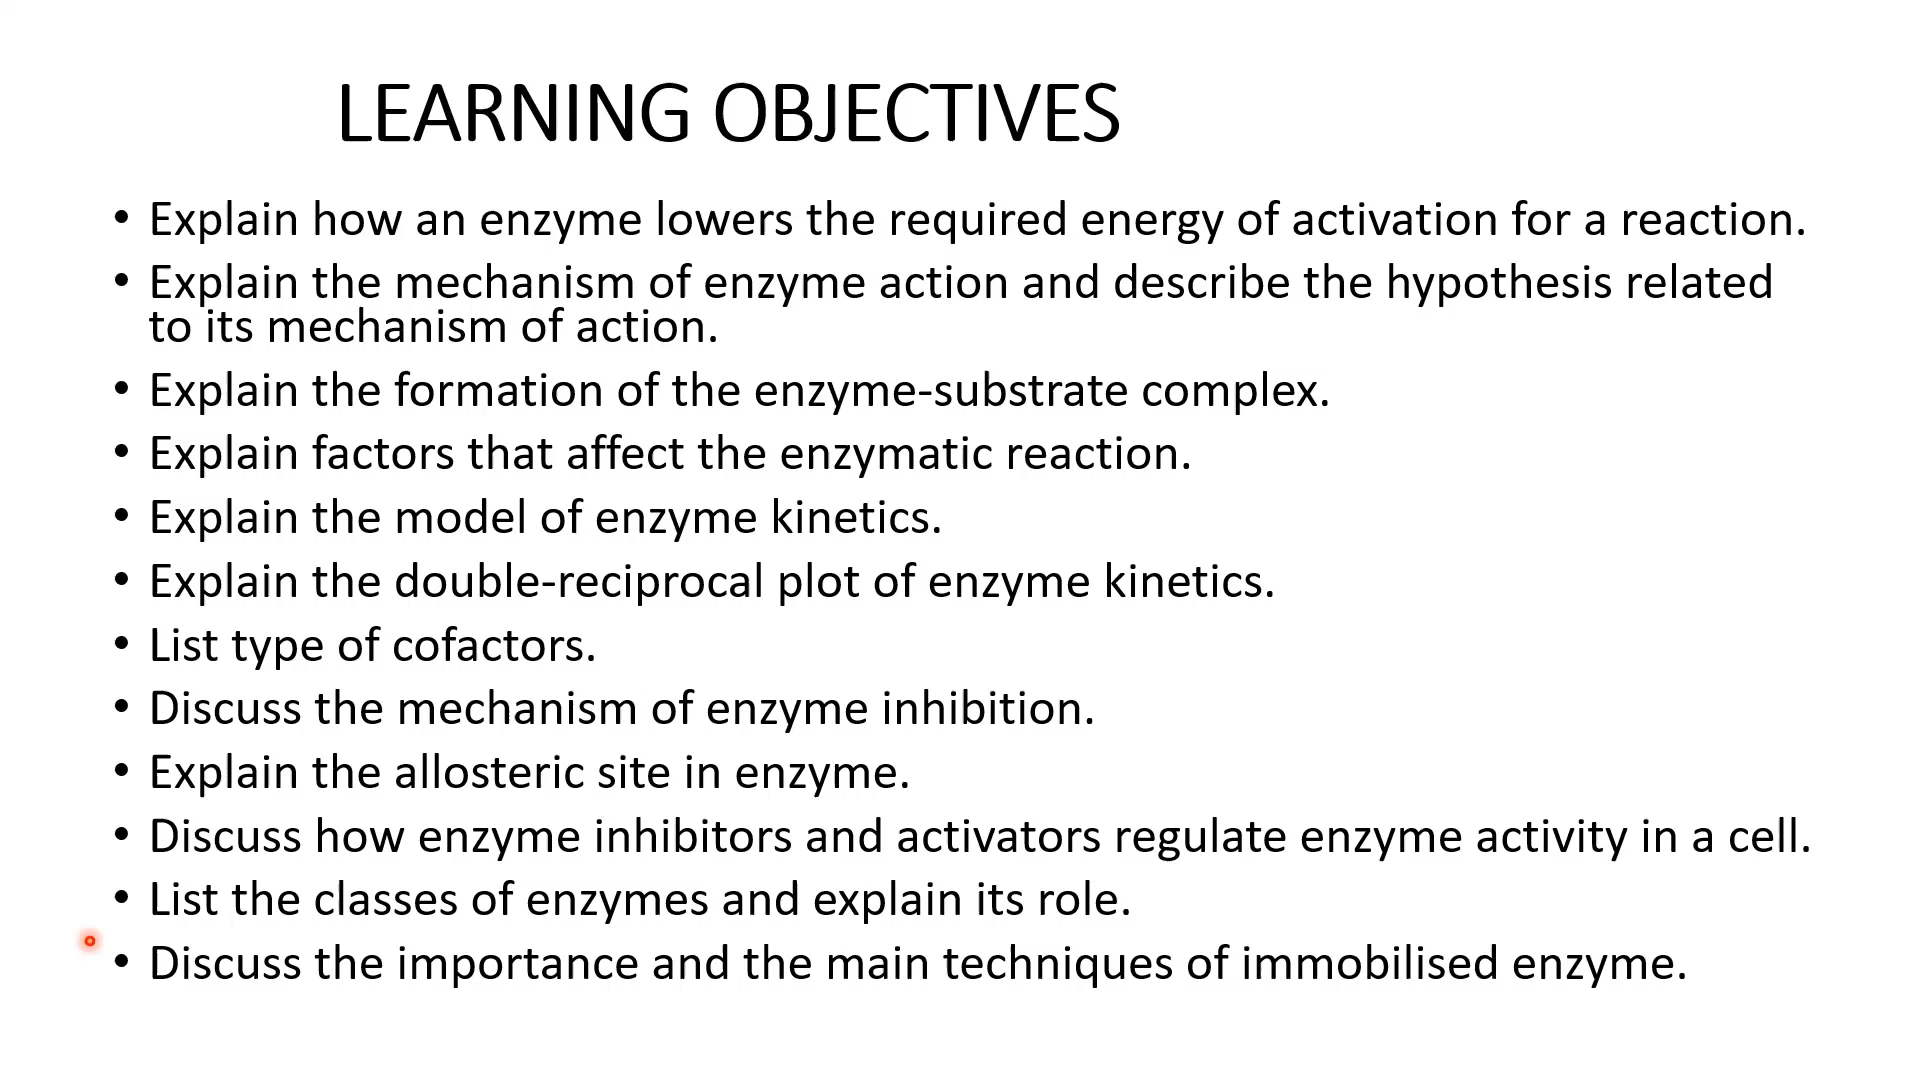 LEARNING OBJECTIVES
• Explain how an enzyme lowers the required energy of activation for a reaction.
• Explain the mechanism of enzyme action and describe the hypothesis related
to its mechanism of action.
• Explain the formation of the enzyme-substrate complex.
• Explain factors that affect the enzymatic reaction.
• Explain the model of enzyme kinetics.
• Explain the double-reciprocal plot of enzyme kinetics.
• List type of cofactors.
• Discuss the mechanism of enzyme inhibition.
• Explain the allosteric site in enzyme.
• Discuss how enzyme inhibitors and activators regulate enzyme activity in a cell.
• List the classes of enzymes and explain its role.
• Discuss the importance and the main techniques of immobilised enzyme.